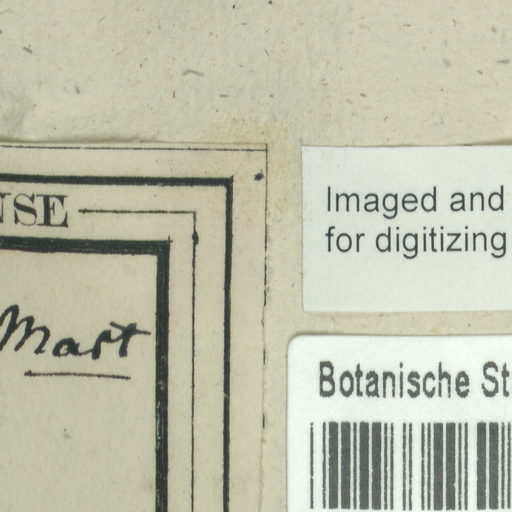 NSE
Mart
Imaged and
for digitizing
Botanische St